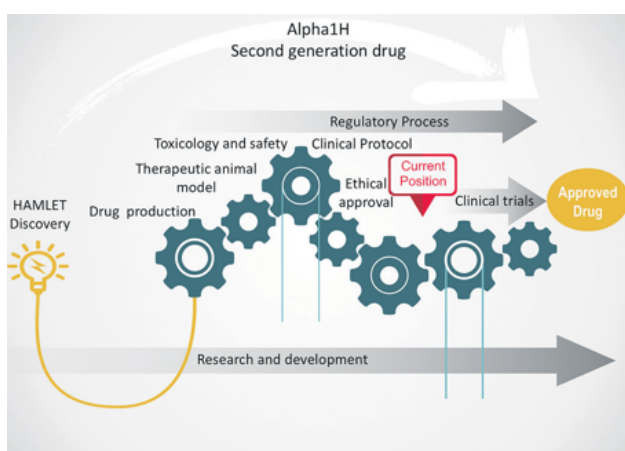 Alpha1H
Second generation drug
Regulatory Process
Toxicology and safety
Clinical Protocol
Therapeutic animal
model
Ethical
approval
Current
Position
Clinical trials
Approved
Drug
HAMLET
Discovery
Drug production
Research and development